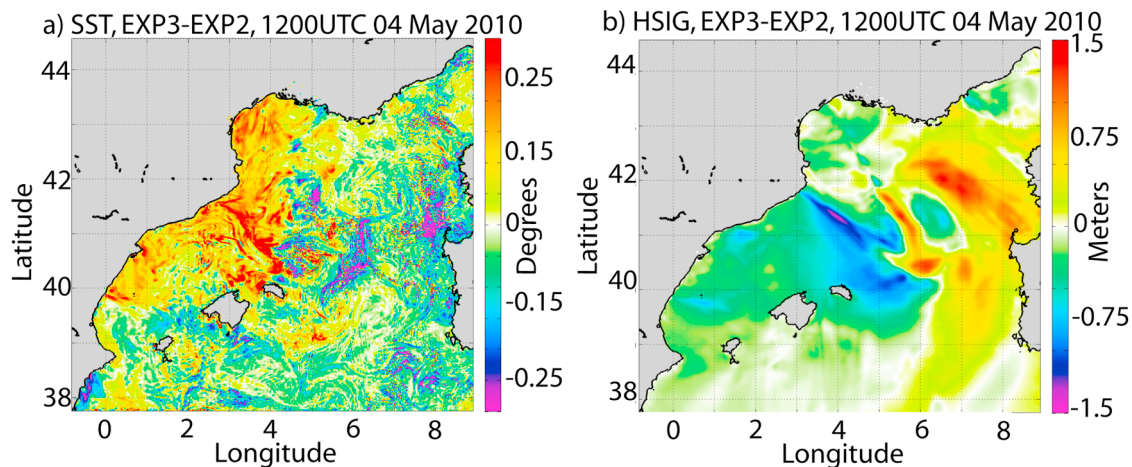 a) SST, EXP3-EXP2, 1200UTC 04 May 2010
44
42
40
38
Latitude
0 2 4 6 8
Longitude
0.25
0.15
0
-0.15
-0.25
Degrees
b) HSIG, EXP3-EXP2, 1200UTC 04 May 2010
44
42
40
38
Latitude
0 2 4 6 8
Longitude
1.5
0.75
0
-0.75
-1.5
Meters